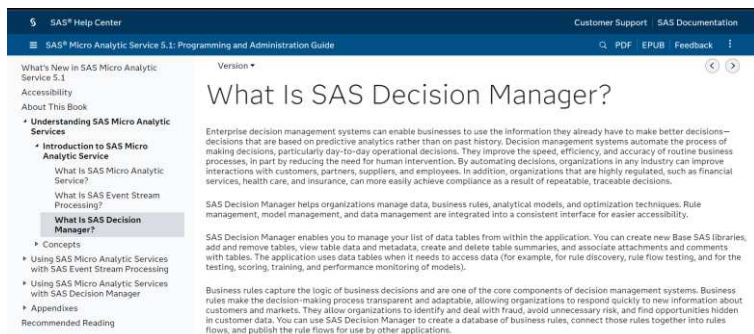 SAS® Help Center
Customer Support SAS Documentation
SAS® Micro Analytic Service 5.1: Programming and Administration Guide
PDF EPUB Feedback
What's New in SAS Micro Analytic
Service 5.1
Accessibility
About This Book
Understanding SAS Micro Analytic
Services
Introduction to SAS Micro
Analytic Service
What Is SAS Micro Analytic
Service?
What Is SAS Event Stream
Processing?
What Is SAS Decision
Manager?
Concepts
Using SAS Micro Analytic Services
with SAS Event Stream Processing
Using SAS Micro Analytic Services
with SAS Decision Manager
Appendixes
Recommended Reading
Version
What Is SAS Decision Manager?
Enterprise decision management systems can enable businesses to use the information they already have to make better decisions—
decisions that are based on predictive analytics rather than on past history. Decision management systems automate the process of
making decisions, particularly day-to-day operational decisions. They improve the speed, efficiency, and accuracy of routine business
processes, in part by reducing the need for human intervention. By automating decisions, organizations in any industry can improve
interactions with customers, partners, suppliers, and employees. In addition, organizations that are highly regulated, such as financial
services, health care, and insurance, can more easily achieve compliance as a result of repeatable, traceable decisions.
SAS Decision Manager helps organizations manage data, business rules, analytical models, and optimization techniques. Rule
management, model management, and data management are integrated into a consistent interface for easier accessibility.
SAS Decision Manager enables you to manage your list of data tables from within the application. You can create new Base SAS libraries,
add and remove tables, view table data and metadata, create and delete table summaries, and associate attachments and comments
with tables. The application uses data tables when it needs to access data (for example, for rule discovery, rule flow testing, and for the
testing, scoring, training, and performance monitoring of models).
Business rules capture the logic of business decisions and are one of the core components of decision management systems. Business
rules make the decision-making process transparent and adaptable, allowing organizations to respond quickly to new information about
customers and markets. They allow organizations to identify and deal with fraud, avoid unnecessary risk, and find opportunities hidden
in customer data. You can use SAS Decision Manager to create a database of business rules, connect those rules together into rules
flows, and publish the rule flows for use by other applications.